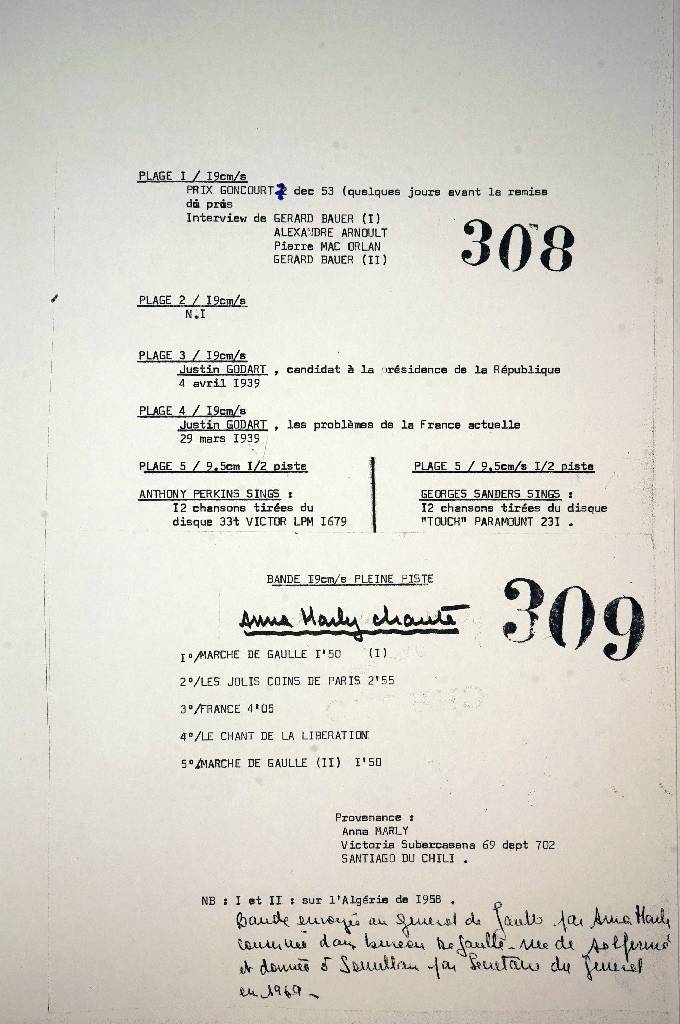 PLAGE I / I9cm/s
PRIX GONCOURT 7 dec 53 (quelques jours avant la remise
du prés
Interview de GERARD BAUER (I)
ALEXANDRE ARNOULT
Pierre MAC ORLAN
GERARD BAUER (II)
308
PLAGE 2 / I9cm/s
N.I
PLAGE 3 / I9cm/s
Justin GODART , candidat à la présidence de la République
4 avril I939
PLAGE 4 / I9cm/s
Justin GODART , les problèmes de la France actuelle
29 mars I939
PLAGE 5 / 9,5cm I/2 piste
ANTHONY PERKINS SINGS :
I2 chansons tirées du
disque 33t VICTOR LPM I679
PLAGE 5 / 9,5cm/s I/2 piste
GEORGES SANDERS SINGS :
I2 chansons tirées du disque
"TOUCH" PARAMOUNT 23I .
BANDE I9cm/s PLEINE PISTE
309
Anna Marly chante
I°/MARCHE DE GAULLE I'50 (I)
2°/LES JOLIS COINS DE PARIS 2'55
3°/FRANCE 4'05
4°/LE CHANT DE LA LIBERATION
5°/MARCHE DE GAULLE (II) I'50
Provenance :
Anna MARLY
Victoria Subercasena 69 dept 702
SANTIAGO DU CHILI .
NB : I et II : sur l'Algérie de I958 .
Bande envoyée au général de Gaulle par Anna Marly
conservée dans bureau de Gaulle - rue de Solférino
et donnée à par Secrétaire du Général
en 1969 -